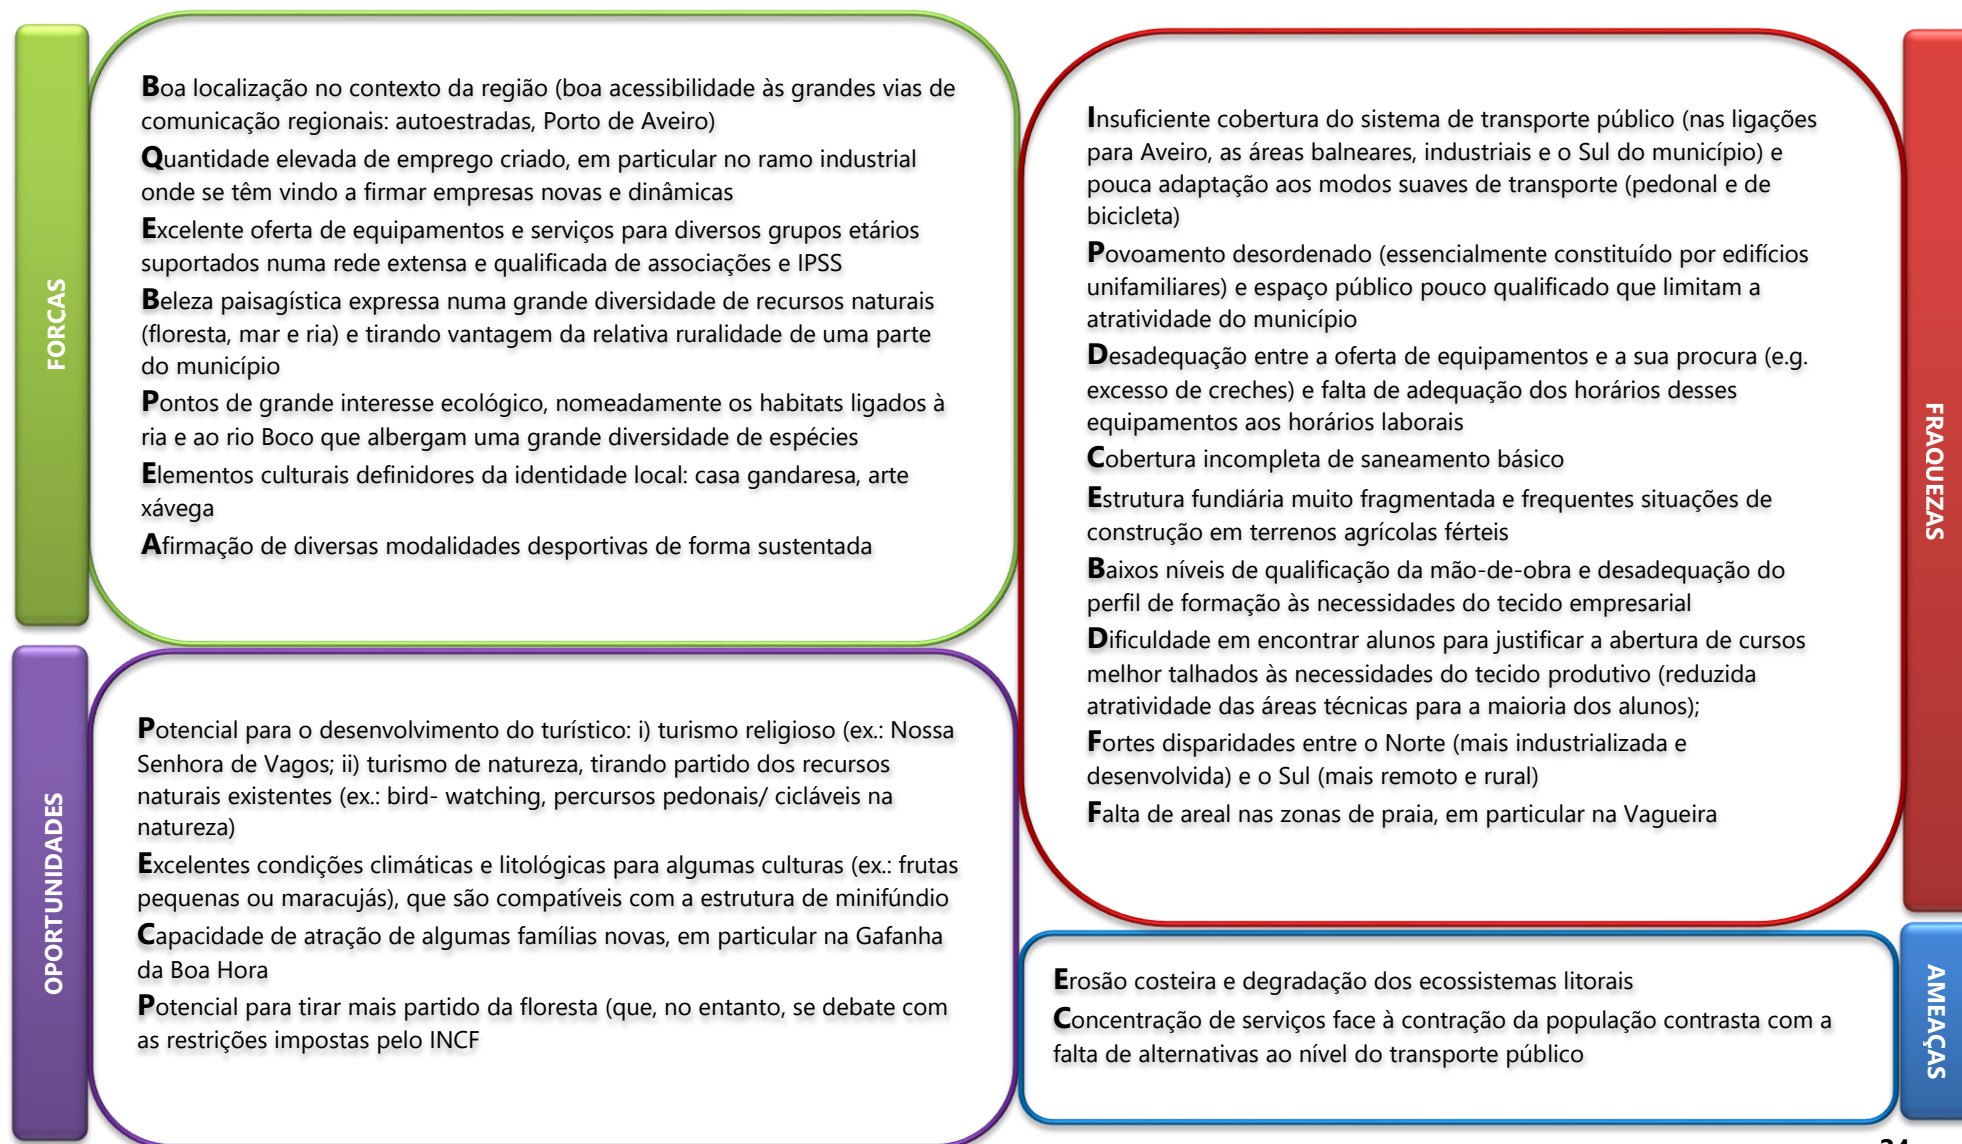 FORÇAS
Boa localização no contexto da região (boa acessibilidade às grandes vias de
comunicação regionais: autoestradas, Porto de Aveiro)
Quantidade elevada de emprego criado, em particular no ramo industrial
onde se têm vindo a firmar empresas novas e dinâmicas
Excelente oferta de equipamentos e serviços para diversos grupos etários
suportados numa rede extensa e qualificada de associações e IPSS
Beleza paisagística expressa numa grande diversidade de recursos naturais
(floresta, mar e ria) e tirando vantagem da relativa ruralidade de uma parte
do município
Pontos de grande interesse ecológico, nomeadamente os habitats ligados à
ria e ao rio Boco que albergam uma grande diversidade de espécies
Elementos culturais definidores da identidade local: casa gandaresa, arte
xávega
Afirmação de diversas modalidades desportivas de forma sustentada
FRAQUEZAS
Insuficiente cobertura do sistema de transporte público (nas ligações
para Aveiro, as áreas balneares, industriais e o Sul do município) e
pouca adaptação aos modos suaves de transporte (pedonal e de
bicicleta)
Povoamento desordenado (essencialmente constituído por edifícios
unifamiliares) e espaço público pouco qualificado que limitam a
atratividade do município
Desadequação entre a oferta de equipamentos e a sua procura (e.g.
excesso de creches) e falta de adequação dos horários desses
equipamentos aos horários laborais
Cobertura incompleta de saneamento básico
Estrutura fundiária muito fragmentada e frequentes situações de
construção em terrenos agrícolas férteis
Baixos níveis de qualificação da mão-de-obra e desadequação do
perfil de formação às necessidades do tecido empresarial
Dificuldade em encontrar alunos para justificar a abertura de cursos
melhor talhados às necessidades do tecido produtivo (reduzida
atratividade das áreas técnicas para a maioria dos alunos);
Fortes disparidades entre o Norte (mais industrializada e
desenvolvida) e o Sul (mais remoto e rural)
Falta de areal nas zonas de praia, em particular na Vagueira
OPORTUNIDADES
Potencial para o desenvolvimento do turístico: i) turismo religioso (ex.: Nossa
Senhora de Vagos; ii) turismo de natureza, tirando partido dos recursos
naturais existentes (ex.: bird- watching, percursos pedonais/ cicláveis na
natureza)
Excelentes condições climáticas e litológicas para algumas culturas (ex.: frutas
pequenas ou maracujás), que são compatíveis com a estrutura de minifúndio
Capacidade de atração de algumas famílias novas, em particular na Gafanha
da Boa Hora
Potencial para tirar mais partido da floresta (que, no entanto, se debate com
as restrições impostas pelo INCF
AMEAÇAS
Erosão costeira e degradação dos ecossistemas litorais
Concentração de serviços face à contração da população contrasta com a
falta de alternativas ao nível do transporte público